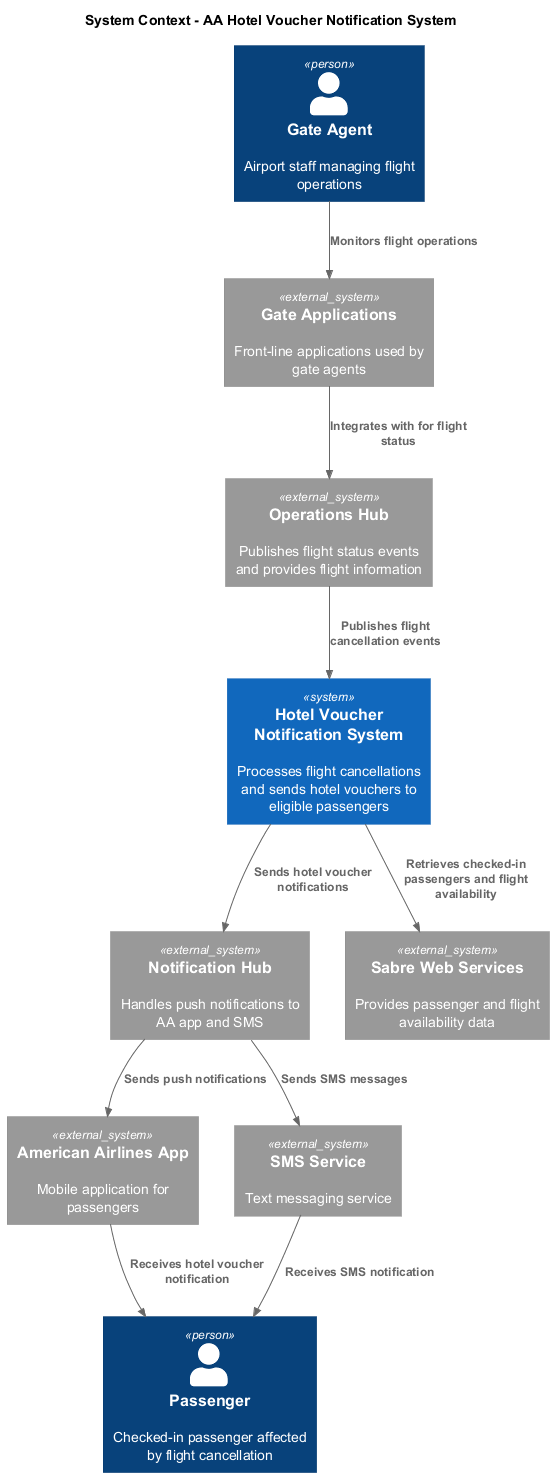 System Context - AA Hotel Voucher Notification System
«person»
Gate Agent
Airport staff managing flight
operations
Monitors flight operations
«external_system»
Gate Applications
Front-line applications used by
gate agents
Integrates with for flight
status
«external_system»
Operations Hub
Publishes flight status events
and provides flight information
Publishes flight
cancellation events
«system»
Hotel Voucher
Notification System
Processes flight cancellations
and sends hotel vouchers to
eligible passengers
Sends hotel voucher
notifications
Retrieves checked-in
passengers and flight
availability
«external_system»
Notification Hub
Handles push notifications to
AA app and SMS
«external_system»
Sabre Web Services
Provides passenger and flight
availability data
Sends push notifications
Sends SMS messages
«external_system»
American Airlines App
Mobile application for
passengers
«external_system»
SMS Service
Text messaging service
Receives hotel voucher
notification
Receives SMS notification
«person»
Passenger
Checked-in passenger affected
by flight cancellation